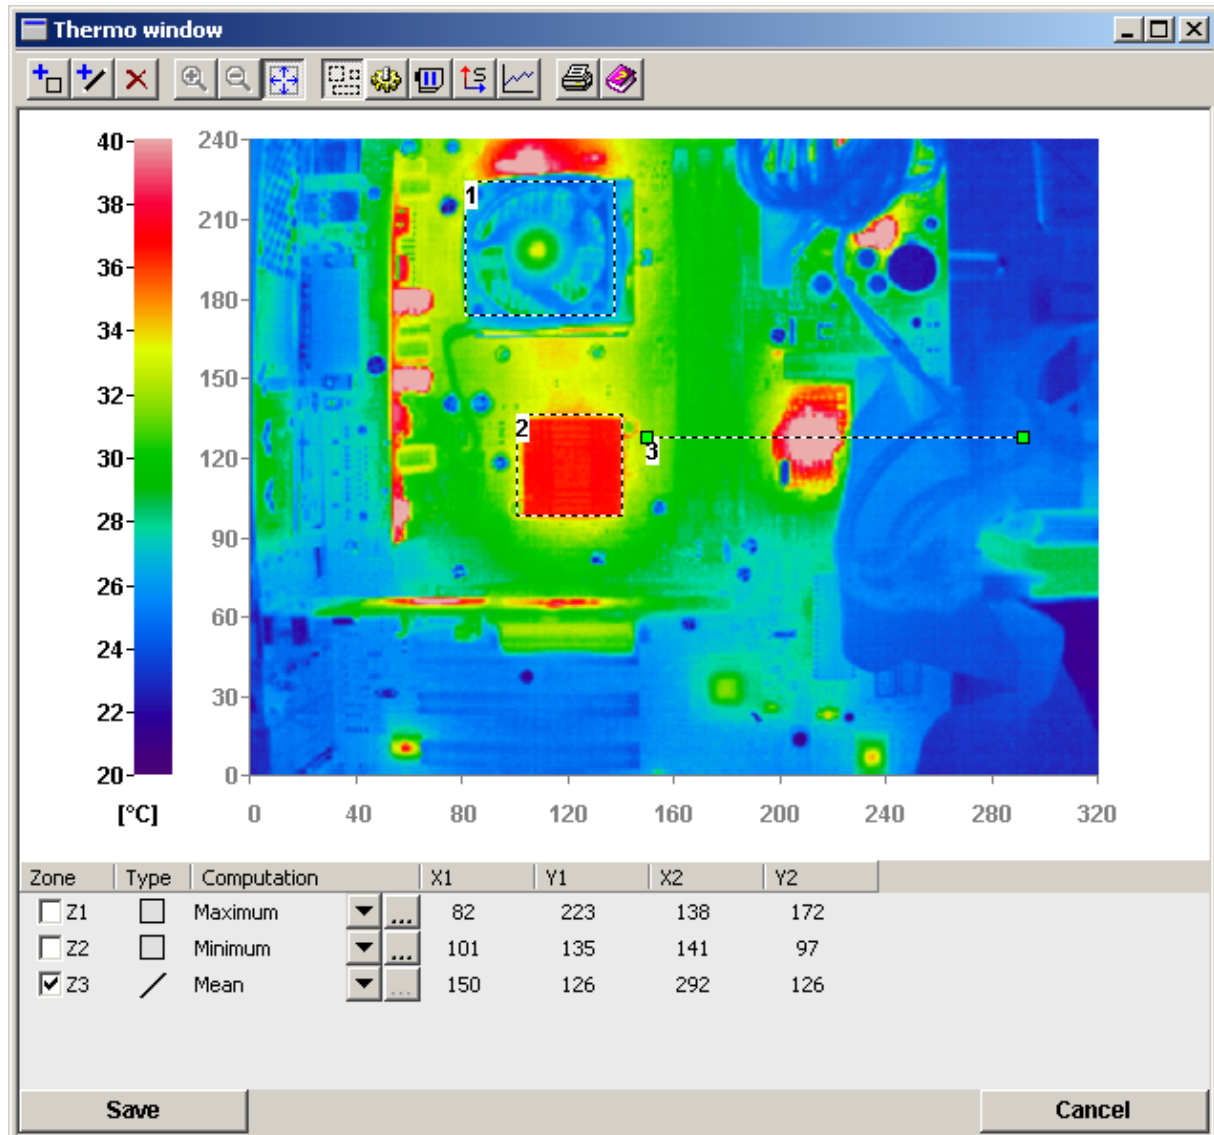 Thermo window
40
38
36
34
32
30
28
26
24
22
20
[°C]
240
210
180
150
120
90
60
30
0
0 40 80 120 160 200 240 280 320
1
2
3
Zone Type Computation X1 Y1 X2 Y2
Z1 Maximum ... 82 223 138 172
Z2 Minimum ... 101 135 141 97
Z3 Mean ... 150 126 292 126
Save Cancel